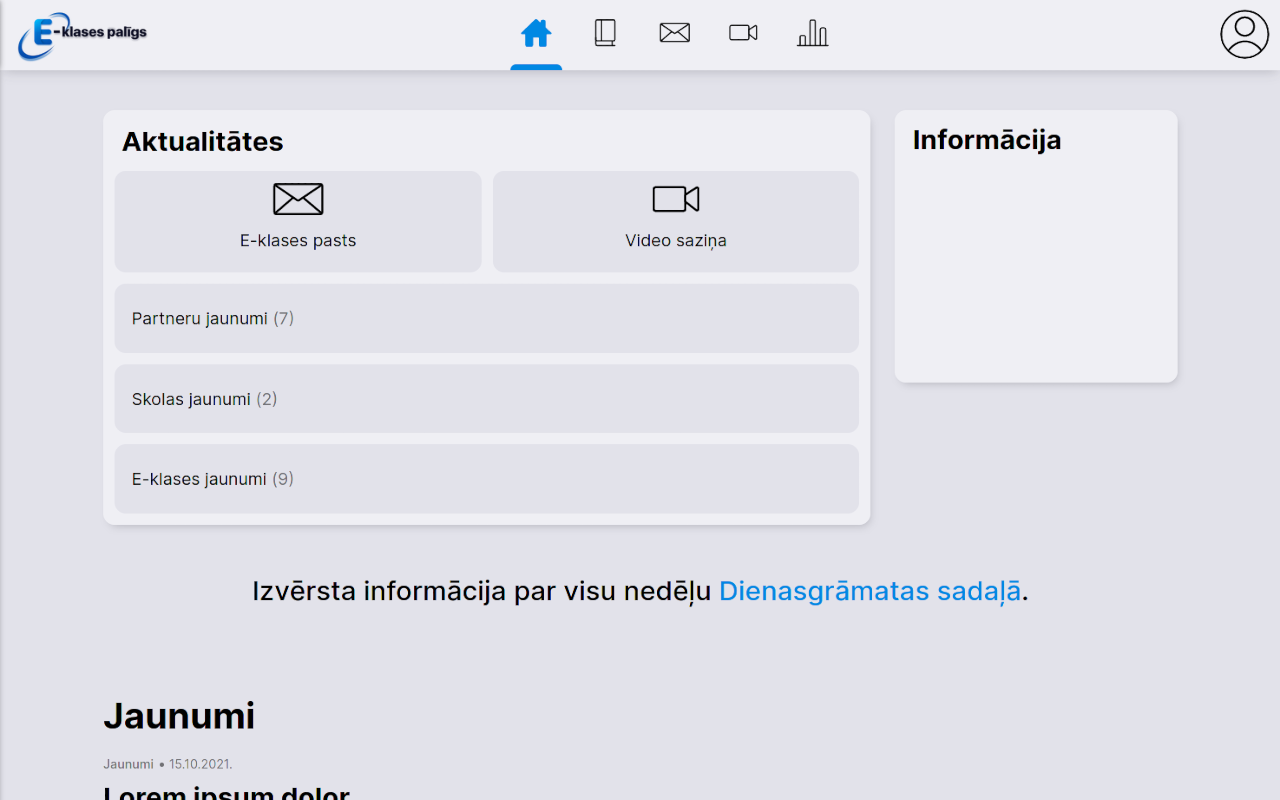 E-klases palīgs
Aktualitātes
E-klases pasts
Video saziņa
Partneru jaunumi (7)
Skolas jaunumi (2)
E-klases jaunumi (9)
Informācija
Izvērsta informācija par visu nedēļu Dienasgrāmatas sadaļā.
Jaunumi
Jaunumi • 15.10.2021.
Lorem ipsum dolor